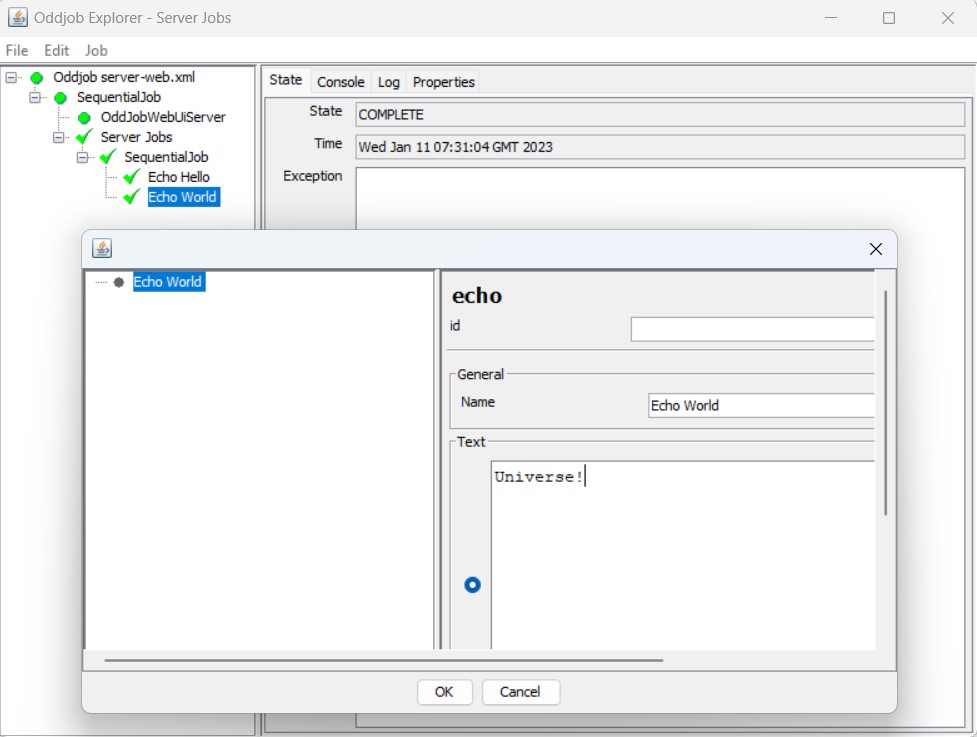 Oddjob Explorer - Server Jobs
File Edit Job
Oddjob server-web.xml
SequentialJob
OddJobWebUiServer
Server Jobs
SequentialJob
Echo Hello
Echo World
State Console Log Properties
State COMPLETE
Time Wed Jan 11 07:31:04 GMT 2023
Exception
Echo World
echo
id
General
Name Echo World
Text
Universe!
OK Cancel